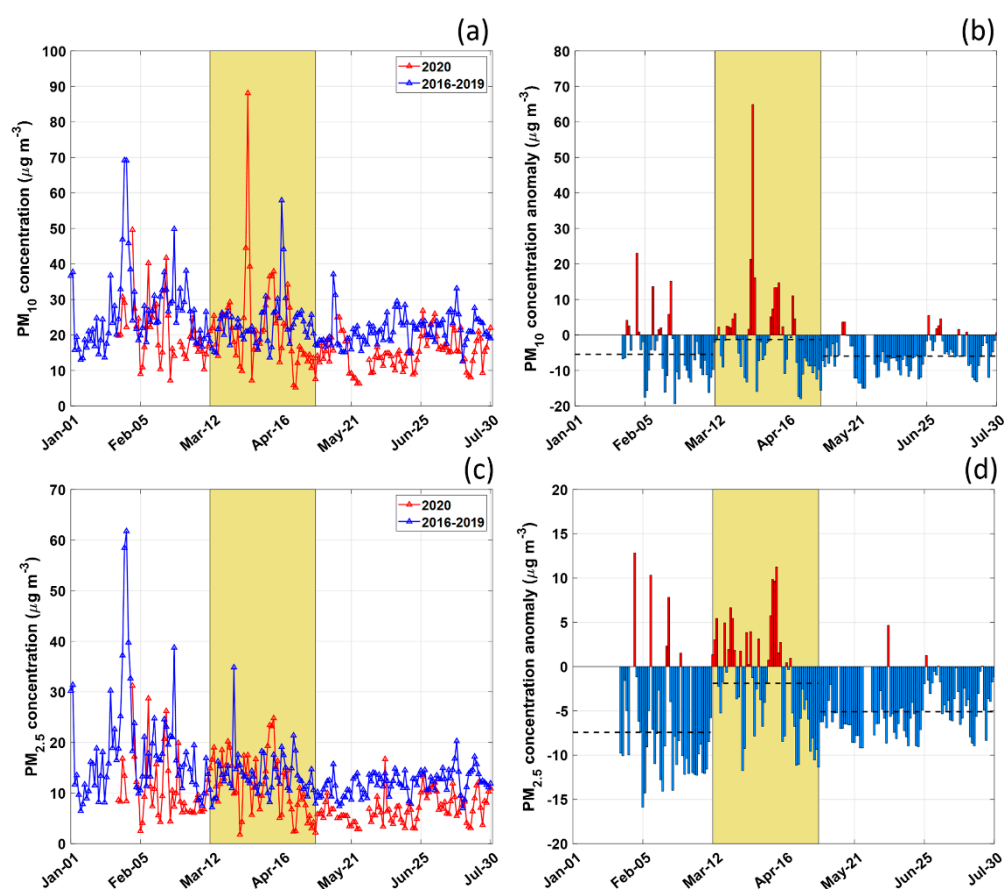 (a)
PM10 concentration (μg m-3)
100
90
80
70
60
50
40
30
20
10
0
2020
2016-2019
Jan-01
Feb-05
Mar-12
Apr-16
May-21
Jun-25
Jul-30
(b)
PM10 concentration anomaly (μg m-3)
80
70
60
50
40
30
20
10
0
-10
-20
Jan-01
Feb-05
Mar-12
Apr-16
May-21
Jun-25
Jul-30
(c)
PM2.5 concentration (μg m-3)
70
60
50
40
30
20
10
0
2020
2016-2019
Jan-01
Feb-05
Mar-12
Apr-16
May-21
Jun-25
Jul-30
(d)
PM2.5 concentration anomaly (μg m-3)
20
15
10
5
0
-5
-10
-15
-20
Jan-01
Feb-05
Mar-12
Apr-16
May-21
Jun-25
Jul-30